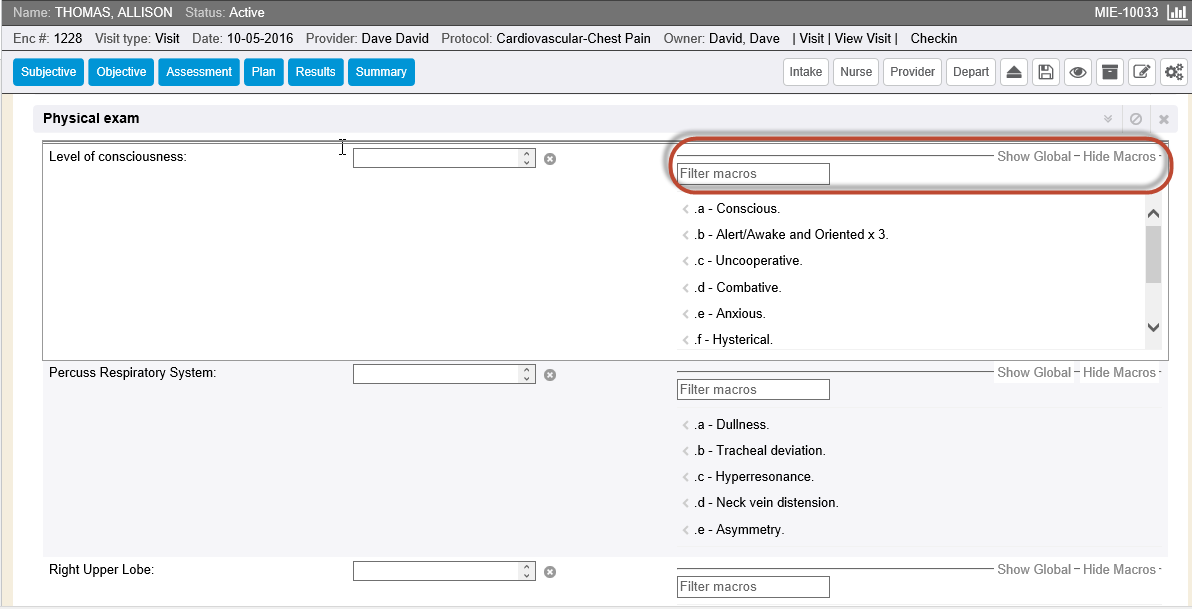 Name: THOMAS, ALLISON Status: Active MIE-10033
Enc #: 1228 Visit type: Visit Date: 10-05-2016 Provider: Dave David Protocol: Cardiovascular-Chest Pain Owner: David, Dave | Visit | View Visit | Checkin
Subjective Objective Assessment Plan Results Summary Intake Nurse Provider Depart
Physical exam
Level of consciousness: Show Global Hide Macros
Filter macros
.a - Conscious.
.b - Alert/Awake and Oriented x 3.
.c - Uncooperative.
.d - Combative.
.e - Anxious.
.f - Hysterical.
Percuss Respiratory System: Show Global Hide Macros
Filter macros
.a - Dullness.
.b - Tracheal deviation.
.c - Hyperresonance.
.d - Neck vein distension.
.e - Asymmetry.
Right Upper Lobe: Show Global Hide Macros
Filter macros